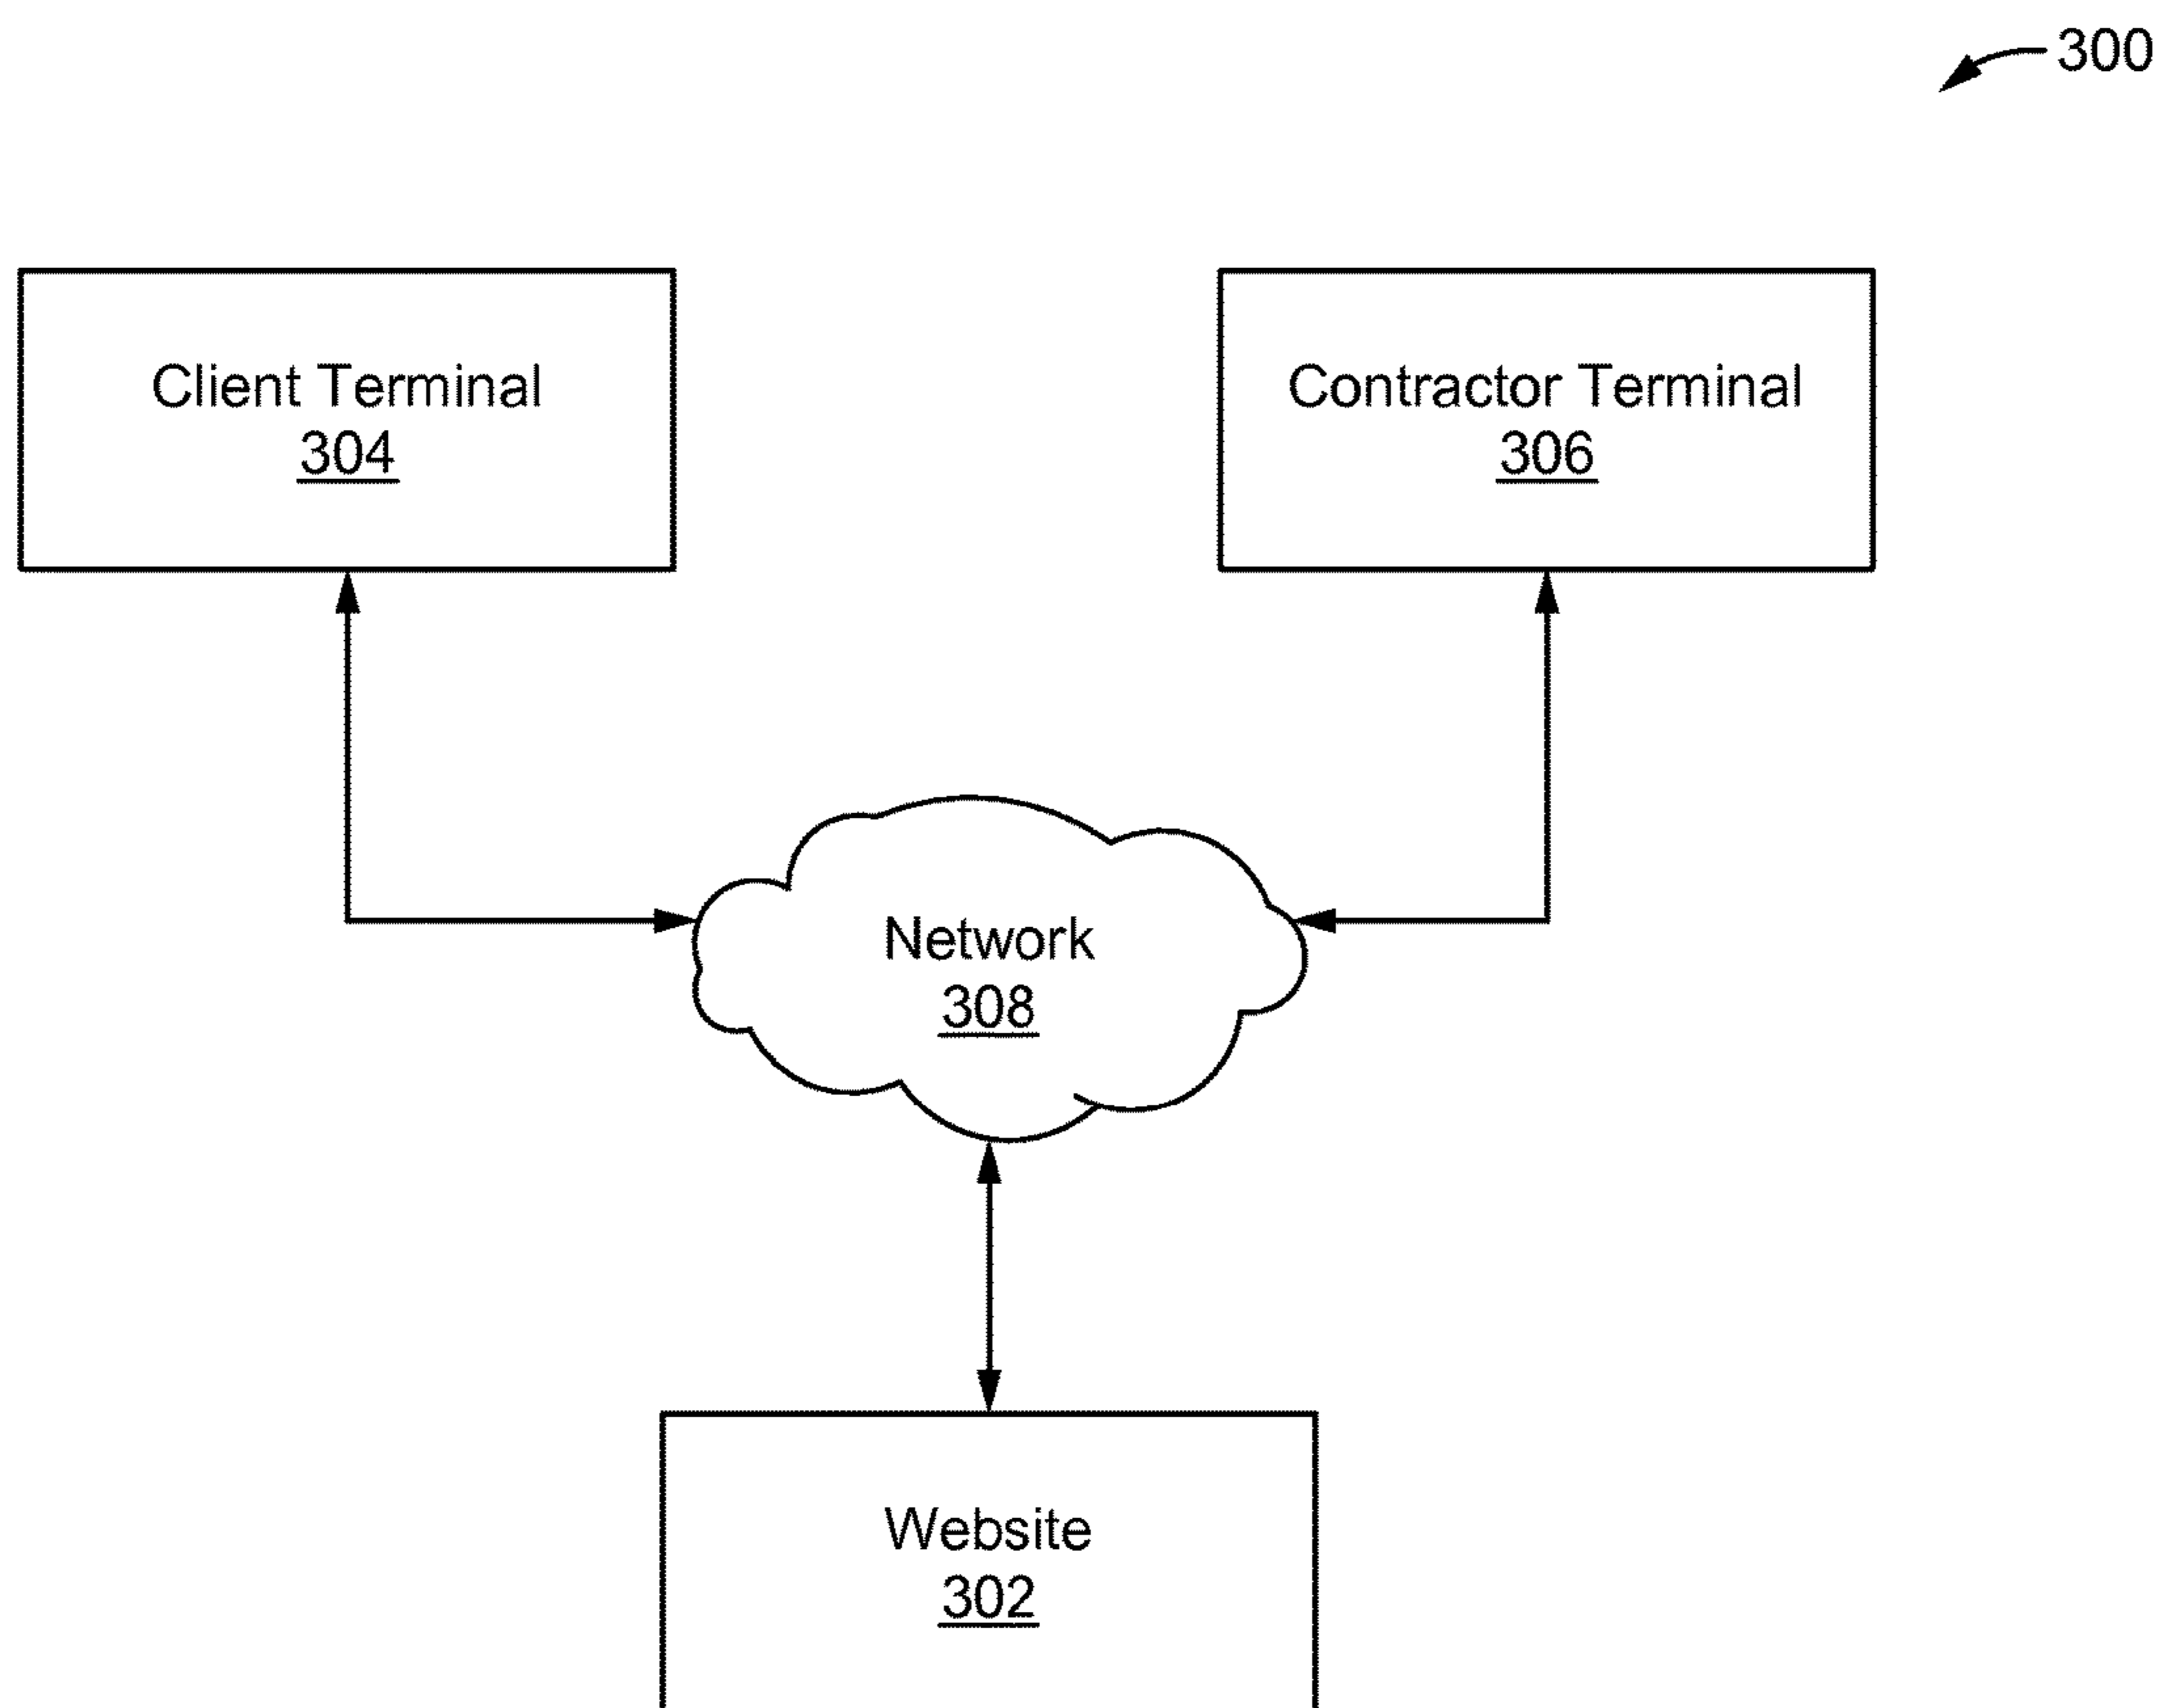 300
Client Terminal
304
Contractor Terminal
306
Network
308
Website
302